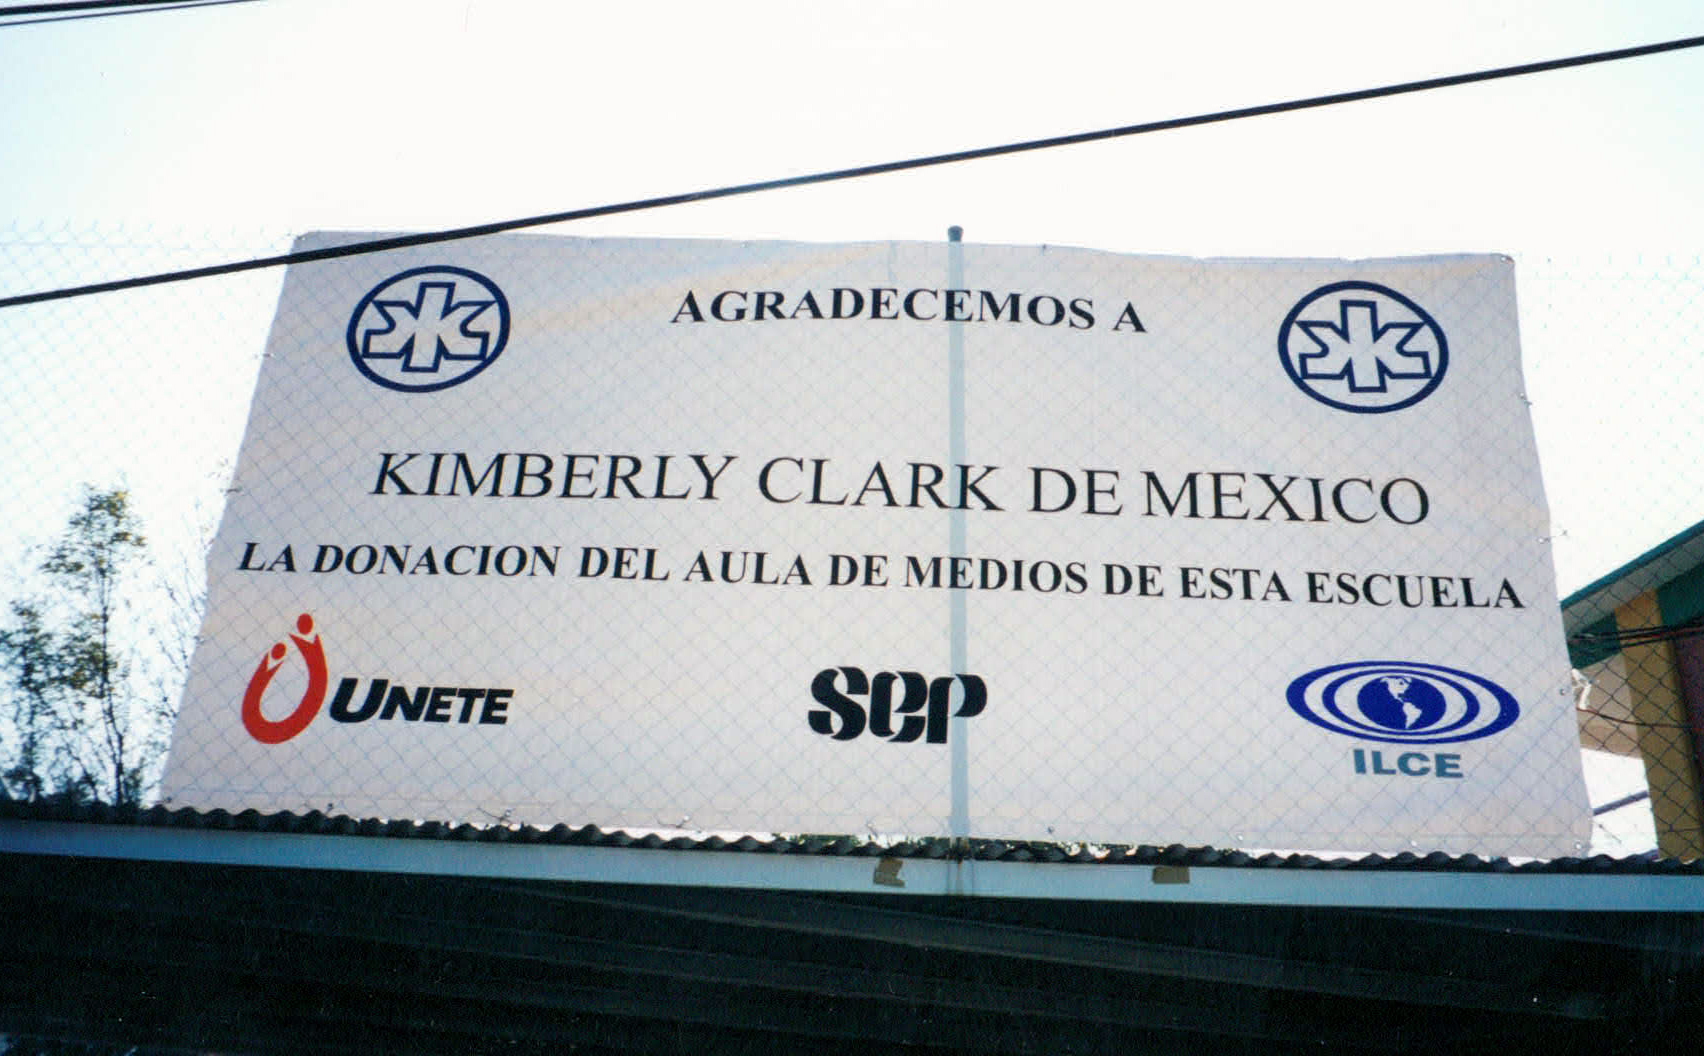 AGRADECEMOS A
KIMBERLY CLARK DE MEXICO
LA DONACION DEL AULA DE MEDIOS DE ESTA ESCUELA
UNETE
SEP
ILCE